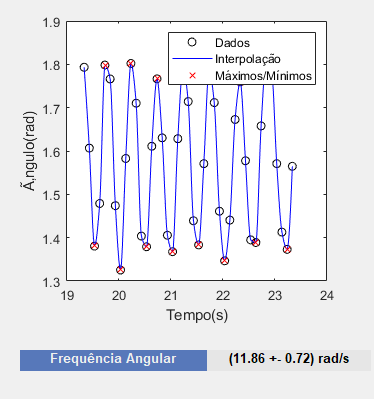 1.9
Dados
Interpolação
Máximos/Mínimos
1.8
1.7
1.6
1.5
1.4
1.3
Ã‚ngulo(rad)
19 20 21 22 23 24
Tempo(s)
Frequência Angular (11.86 +- 0.72) rad/s